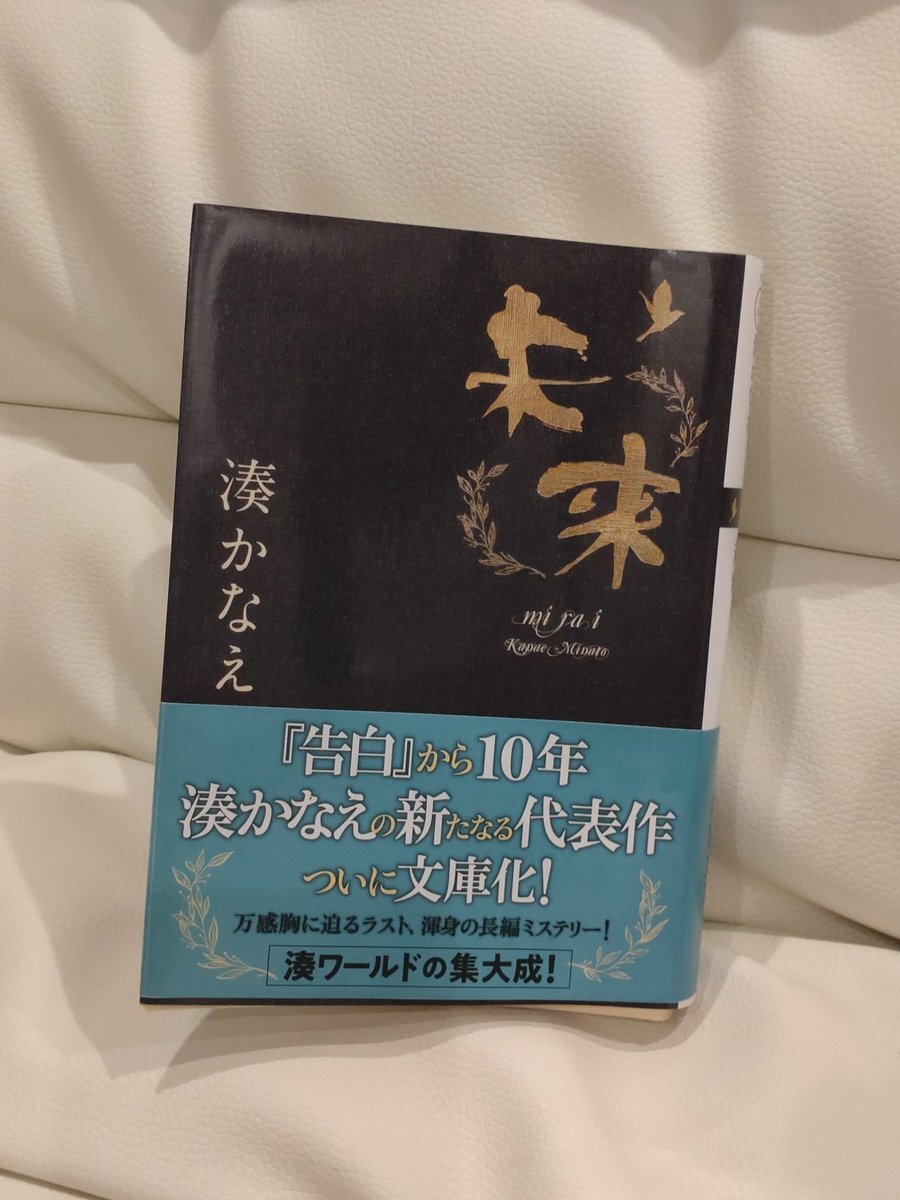 未来
mirai
Kanae Minato
湊かなえ
『告白』から10年
湊かなえの新たなる代表作
ついに文庫化!
万感胸に迫るラスト、渾身の長編ミステリー!
湊ワールドの集大成!